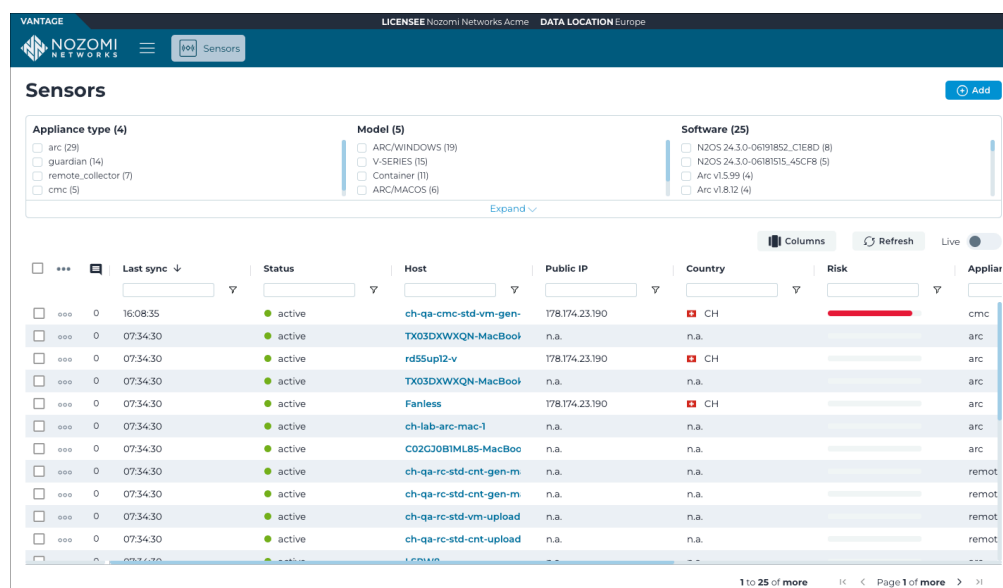 VANTAGE
LICENSEE Nozomi Networks Acme DATA LOCATION Europe
NOZOMI NETWORKS Sensors
Sensors
Add
Appliance type (4) Model (5) Software (25)
arc (29) ARC/WINDOWS (19) N2OS 24.3.0-06191852_C1E8D (8)
guardian (14) V-SERIES (15) N2OS 24.3.0-06181515_45CF8 (5)
remote_collector (7) Container (11) Arc v1.5.99 (4)
cmc (5) ARC/MACOS (6) Arc v1.8.12 (4)
Expand
Columns Refresh Live
Last sync Status Host Public IP Country Risk Applian
0 16:08:35 active ch-qa-cmc-std-vm-gen- 178.174.23.190 CH cmc
0 07:34:30 active TX03DXWXQN-MacBook n.a. n.a. arc
0 07:34:30 active rd55up12-v 178.174.23.190 CH arc
0 07:34:30 active TX03DXWXQN-MacBook n.a. n.a. arc
0 07:34:30 active Fanless 178.174.23.190 CH arc
0 07:34:30 active ch-lab-arc-mac-1 n.a. n.a. arc
0 07:34:30 active C02GJ0B1ML85-MacBoo n.a. n.a. arc
0 07:34:30 active ch-qa-rc-std-cnt-gen-m n.a. n.a. remot
0 07:34:30 active ch-qa-rc-std-cnt-gen-m n.a. n.a. remot
0 07:34:30 active ch-qa-rc-std-vm-upload n.a. n.a. remot
0 07:34:30 active ch-qa-rc-std-cnt-upload n.a. n.a. remot
1 to 25 of more Page 1 of more